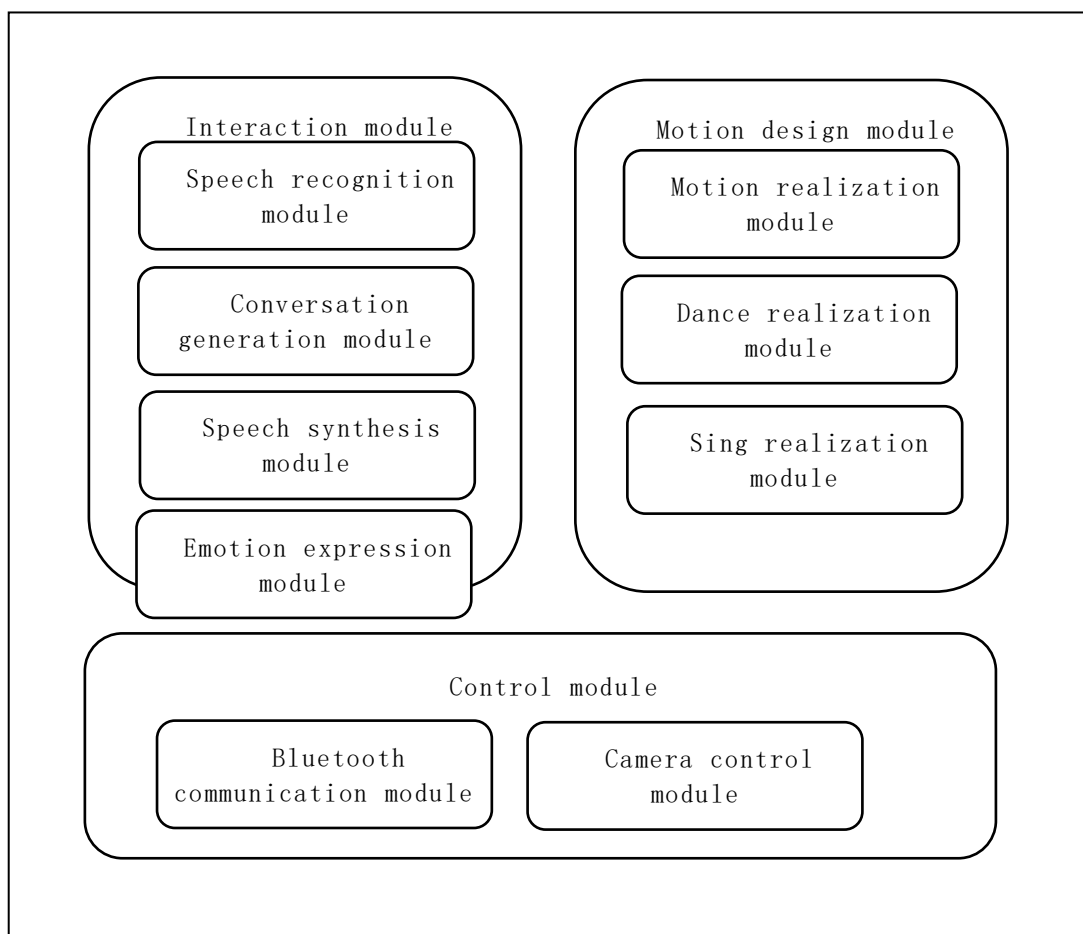 Interaction module
Speech recognition
module
Conversation
generation module
Speech synthesis
module
Emotion expression
module
Motion design module
Motion realization
module
Dance realization
module
Sing realization
module
Control module
Bluetooth
communication module
Camera control
module